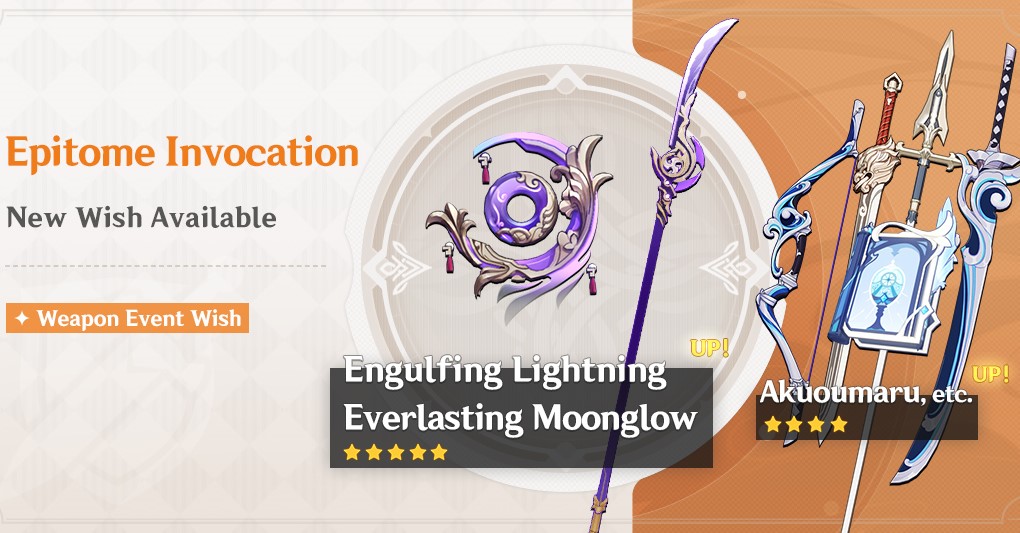 Epitome Invocation
New Wish Available
✦ Weapon Event Wish
Engulfing Lightning
Everlasting Moonglow
UP!
Akuoumaru, etc.
UP!